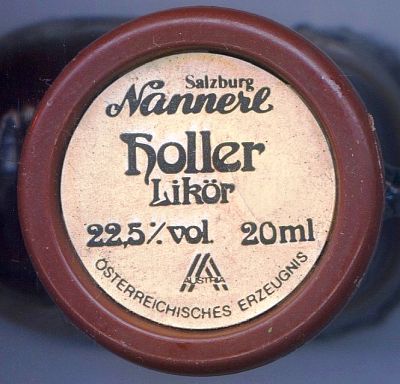 Salzburg
Nannerl
Holler
Likör
22,5% vol. 20ml
AUSTRIA
ÖSTERREICHISCHES ERZEUGNIS